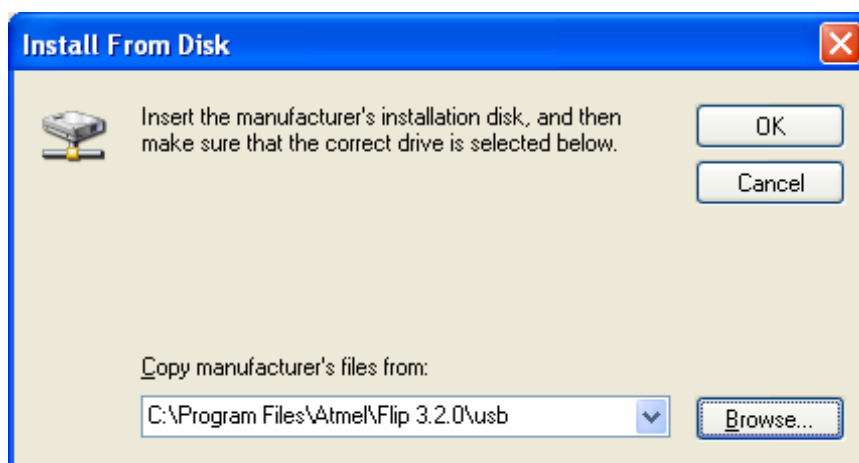 Install From Disk
Insert the manufacturer's installation disk, and then
make sure that the correct drive is selected below.
OK
Cancel
Copy manufacturer's files from:
C:\Program Files\Atmel\Flip 3.2.0\usb
Browse...